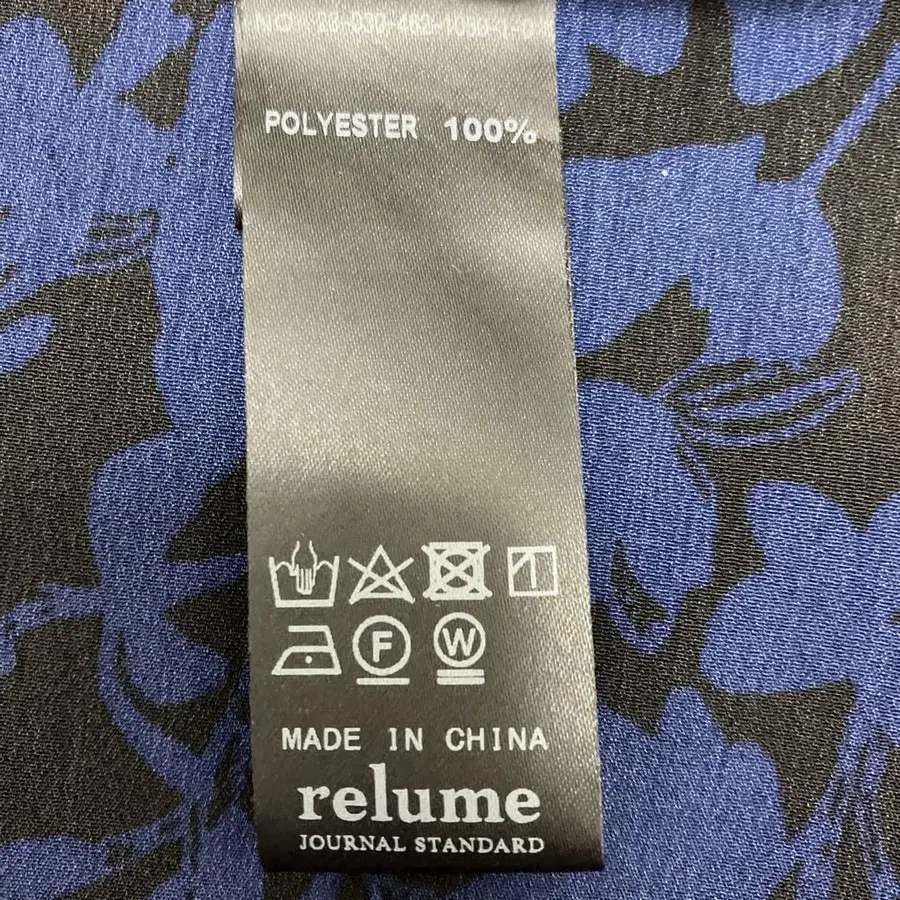 POLYESTER 100%
F W
MADE IN CHINA
relume
JOURNAL STANDARD